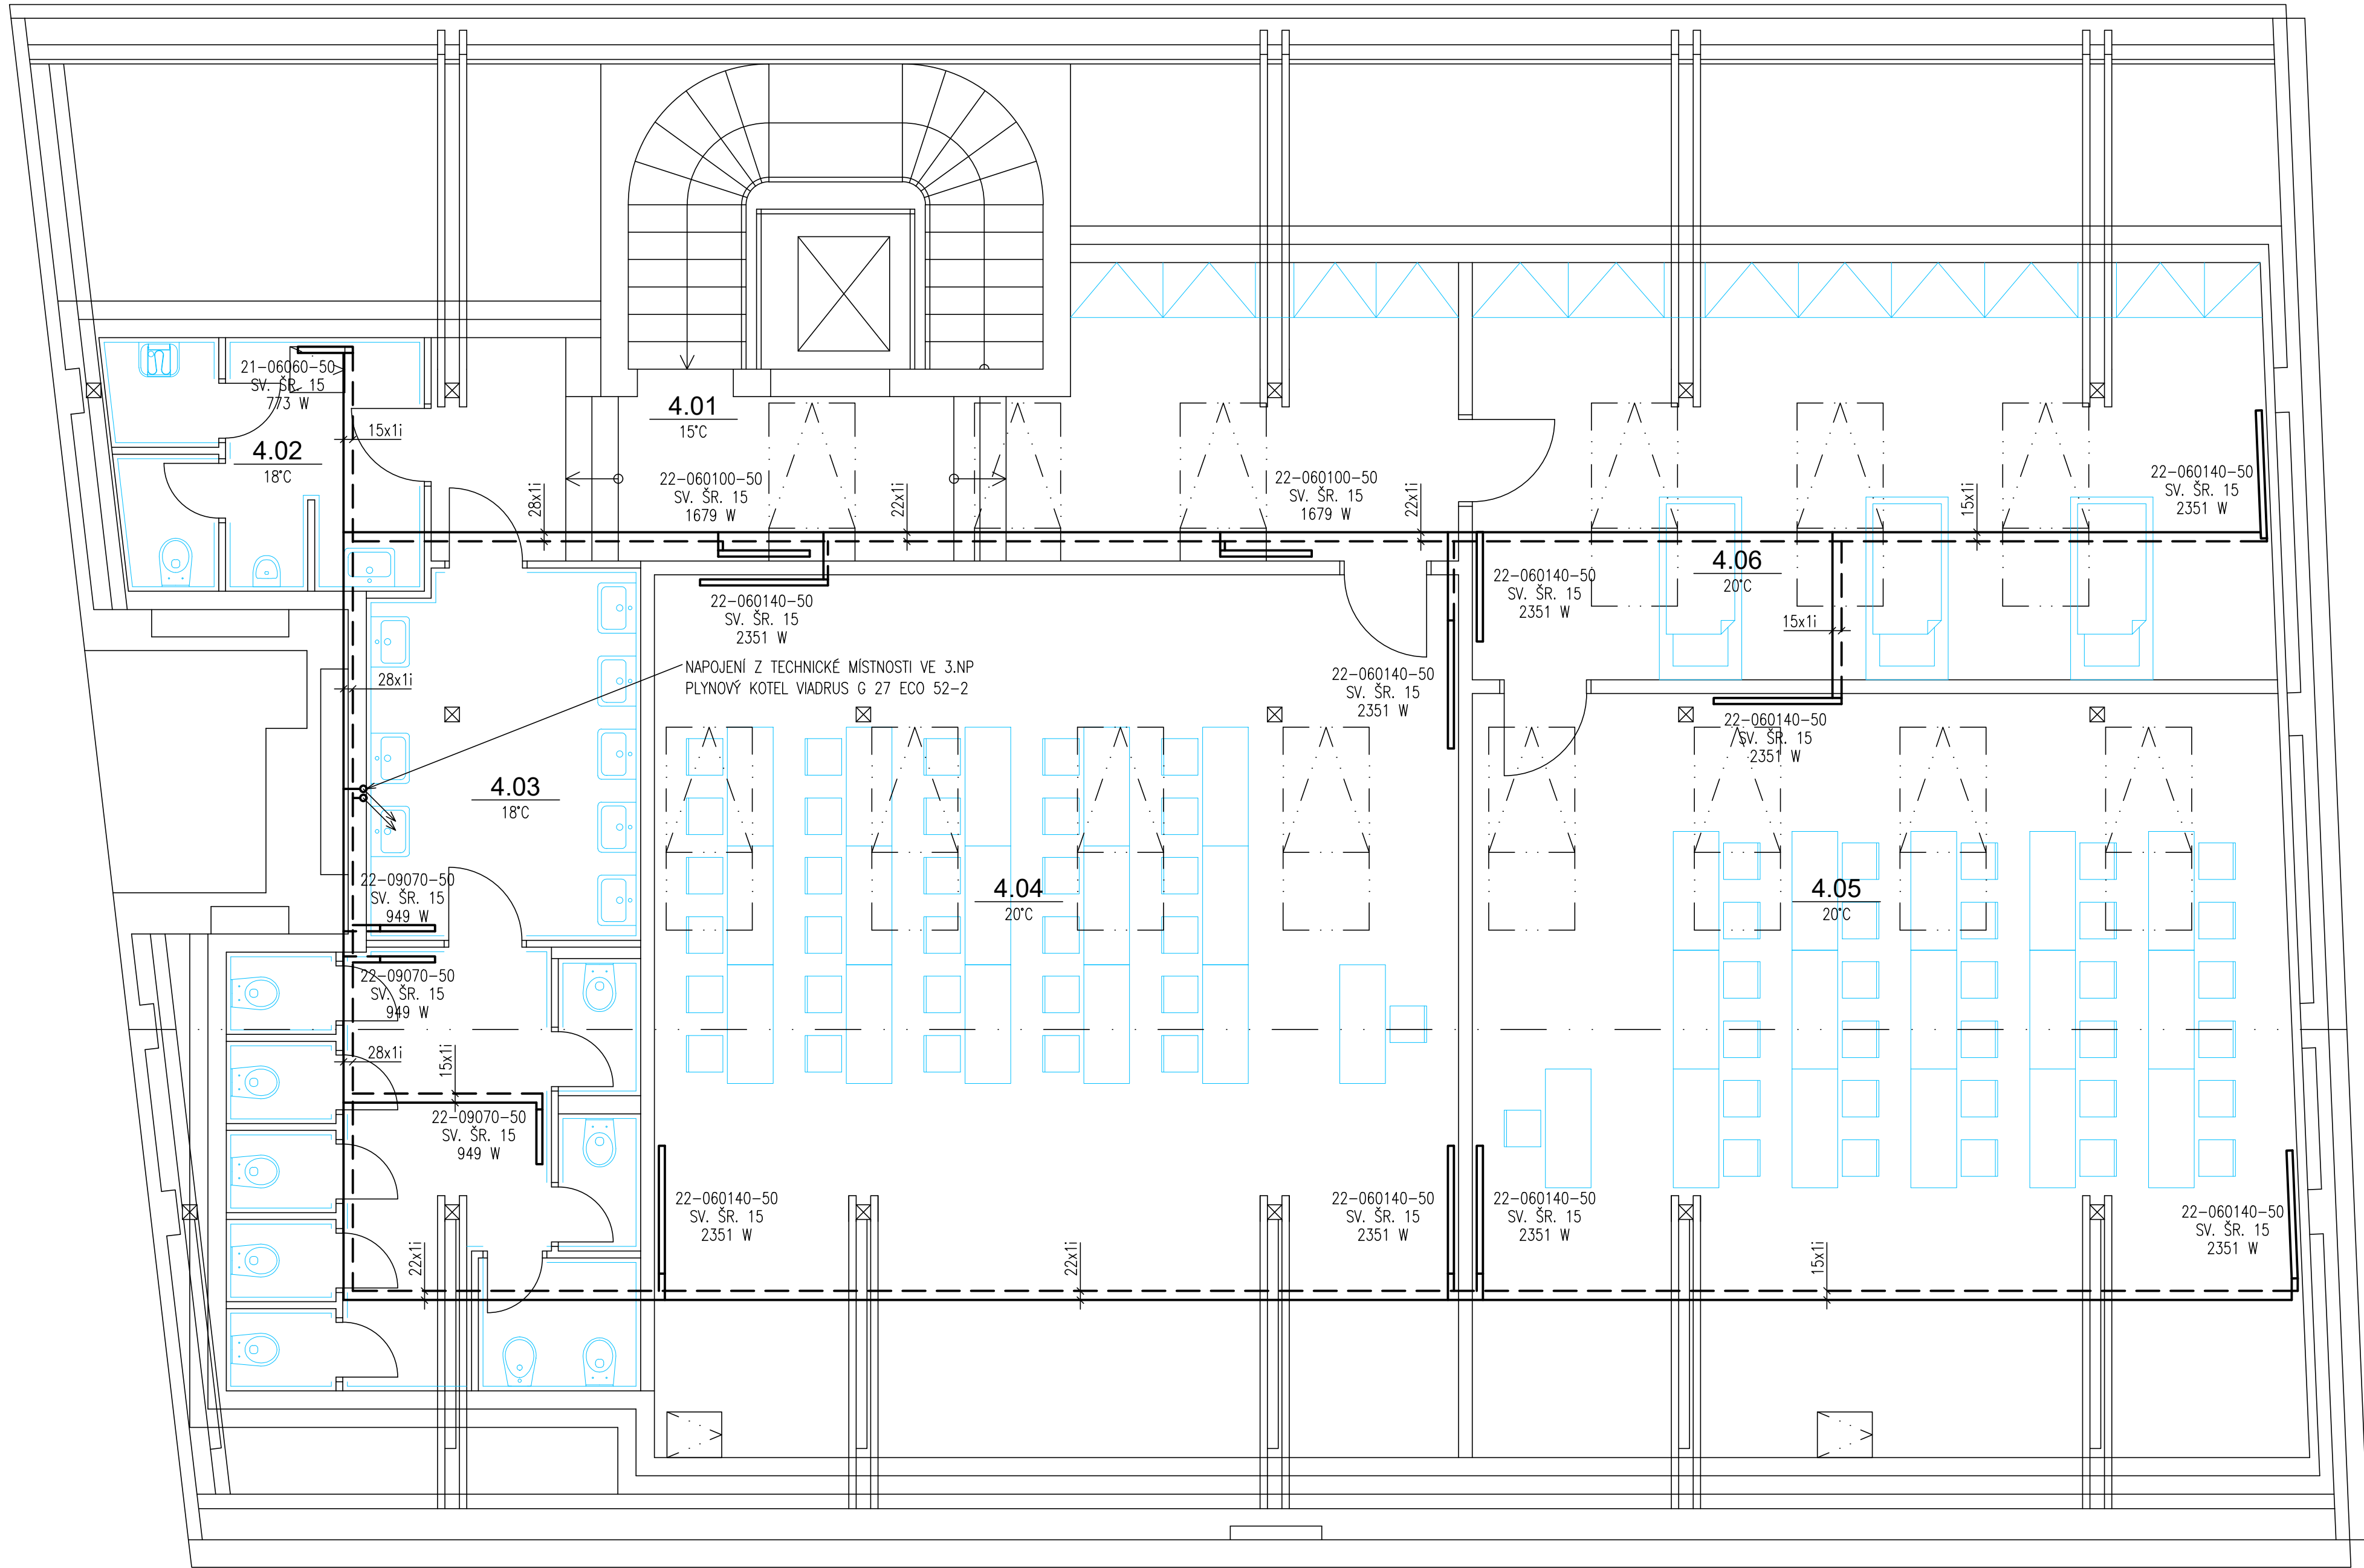 21-06060-50
SV. ŠR. 15
773 W
4.01
15°C
15x1i
4.02
18°C
28x1i
22-060100-50
SV. ŠR. 15
1679 W
22x1i
22-060100-50
SV. ŠR. 15
1679 W
22x1i
15x1i
22-060140-50
SV. ŠR. 15
2351 W
22-060140-50
SV. ŠR. 15
2351 W
22-060140-50
SV. ŠR. 15
2351 W
4.06
20°C
15x1i
NAPOJENÍ Z TECHNICKÉ MÍSTNOSTI VE 3.NP
PLYNOVÝ KOTEL VIADRUS G 27 ECO 52-2
28x1i
22-060140-50
SV. ŠR. 15
2351 W
22-060140-50
SV. ŠR. 15
2351 W
4.03
18°C
22-09070-50
SV. ŠR. 15
949 W
4.04
20°C
4.05
20°C
22-09070-50
SV. ŠR. 15
949 W
28x1i
15x1i
22-09070-50
SV. ŠR. 15
949 W
22-060140-50
SV. ŠR. 15
2351 W
22-060140-50
SV. ŠR. 15
2351 W
22-060140-50
SV. ŠR. 15
2351 W
22-060140-50
SV. ŠR. 15
2351 W
22x1i
22x1i
15x1i